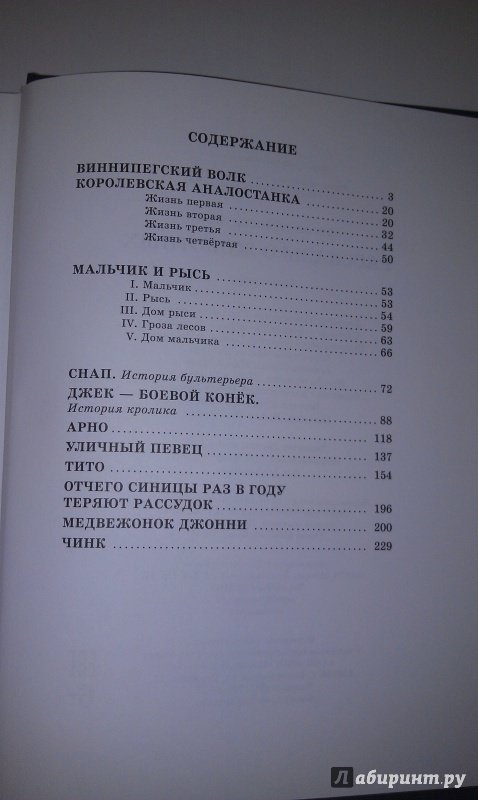 СОДЕРЖАНИЕ
ВИННИПЕГСКИЙ ВОЛК ........ 3
КОРОЛЕВСКАЯ АНАЛОСТАНКА ........ 20
Жизнь первая ........ 20
Жизнь вторая ........ 32
Жизнь третья ........ 44
Жизнь четвёртая ........ 50
МАЛЬЧИК И РЫСЬ ........ 53
I. Мальчик ........ 53
II. Рысь ........ 54
III. Дом рыси ........ 59
IV. Гроза лесов ........ 63
V. Дом мальчика ........ 66
СНАП. История бультерьера ........ 72
ДЖЕК — БОЕВОЙ КОНЁК.
История кролика ........ 88
АРНО ........ 118
УЛИЧНЫЙ ПЕВЕЦ ........ 137
ТИТО ........ 154
ОТЧЕГО СИНИЦЫ РАЗ В ГОДУ
ТЕРЯЮТ РАССУДОК ........ 196
МЕДВЕЖОНОК ДЖОННИ ........ 200
ЧИНК ........ 229
Лабиринт.ру